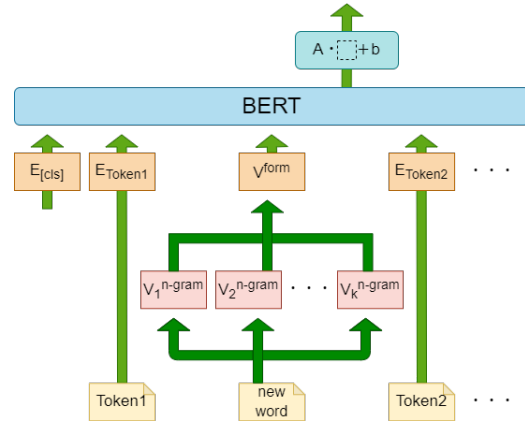 A · + b
BERT
E[cls] EToken1 Vform EToken2 · · ·
V1n-gram V2n-gram · · · Vkn-gram
Token1 new word Token2 · · ·